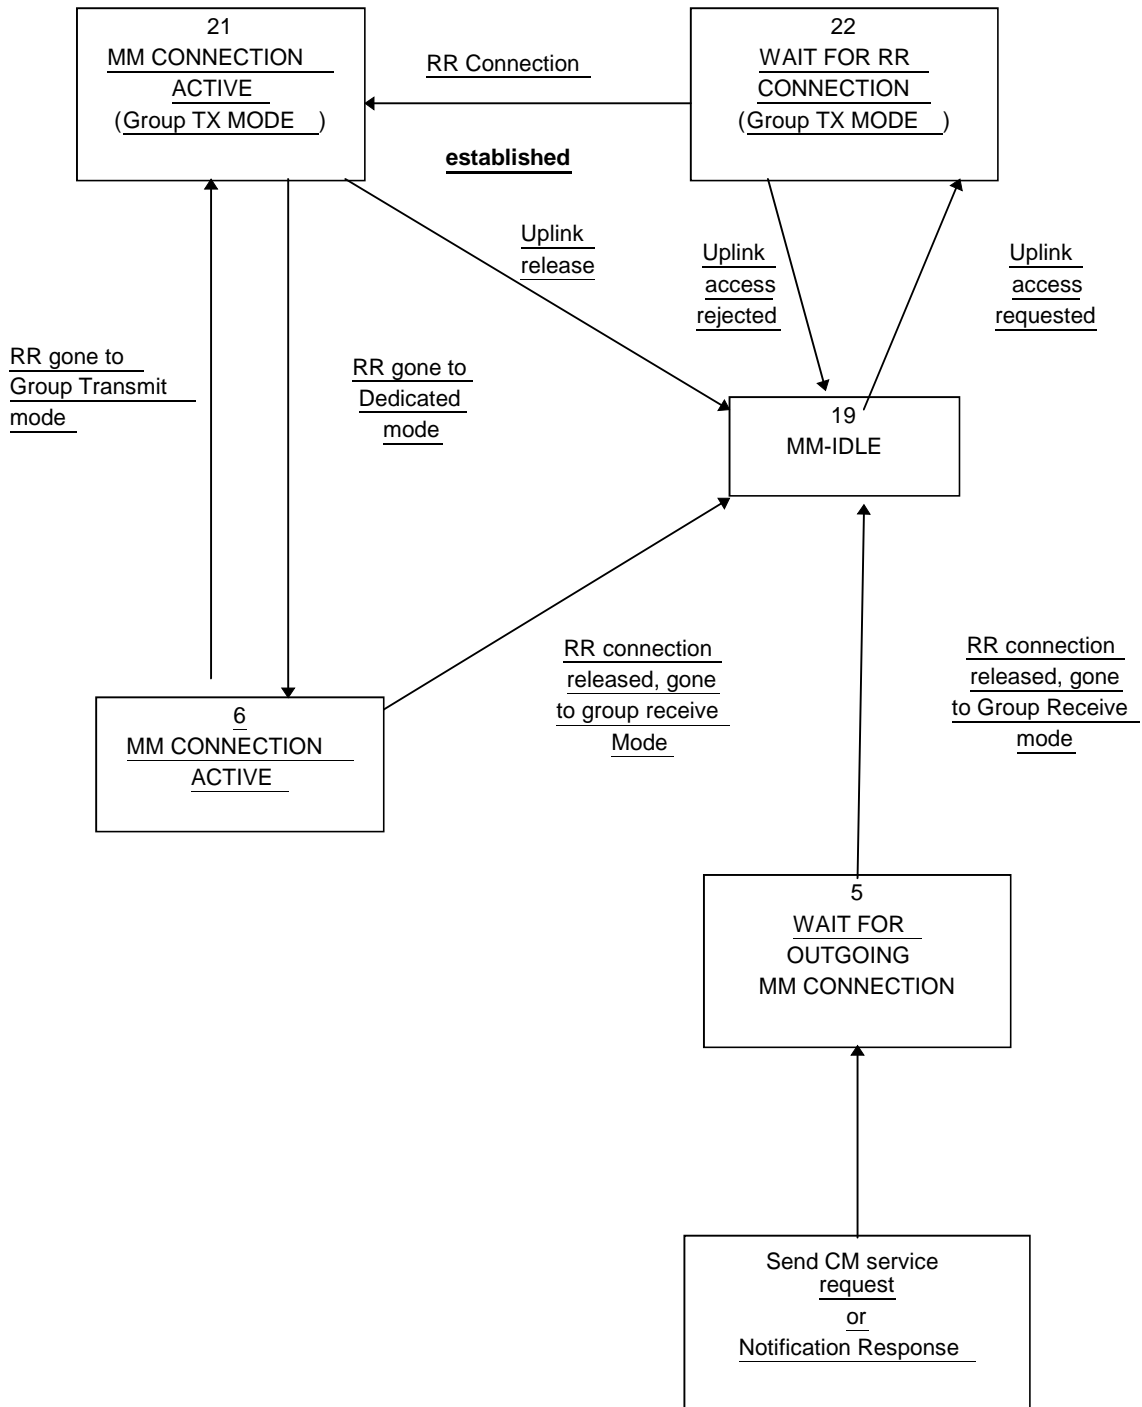 21
MM CONNECTION
ACTIVE
(Group TX MODE )
RR Connection
established
22
WAIT FOR RR
CONNECTION
(Group TX MODE )
Uplink
release
Uplink
access
rejected
Uplink
access
requested
RR gone to
Group Transmit
mode
RR gone to
Dedicated
mode
19
MM-IDLE
6
MM CONNECTION
ACTIVE
RR connection
released, gone
to group receive
Mode
RR connection
released, gone
to Group Receive
mode
5
WAIT FOR
OUTGOING
MM CONNECTION
Send CM service
request
or
Notification Response